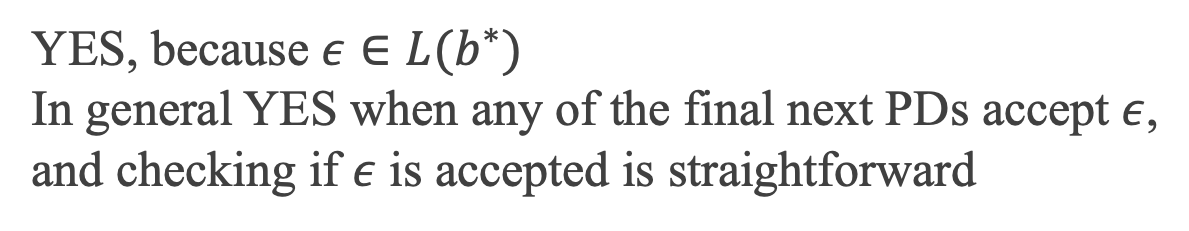 YES, because ϵ ∈ L(b*)
In general YES when any of the final next PDs accept ϵ,
and checking if ϵ is accepted is straightforward